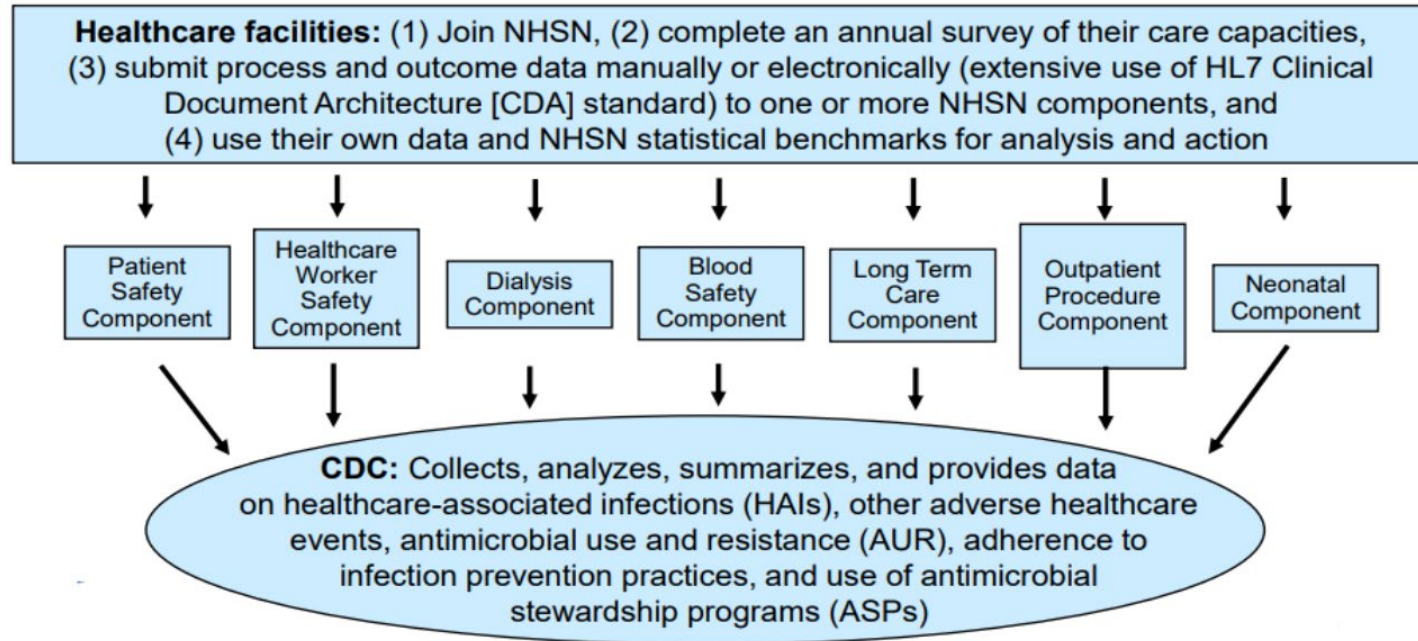 Healthcare facilities: (1) Join NHSN, (2) complete an annual survey of their care capacities,
(3) submit process and outcome data manually or electronically (extensive use of HL7 Clinical
Document Architecture [CDA] standard) to one or more NHSN components, and
(4) use their own data and NHSN statistical benchmarks for analysis and action
Patient
Safety
Component
Healthcare
Worker
Safety
Component
Dialysis
Component
Blood
Safety
Component
Long Term
Care
Component
Outpatient
Procedure
Component
Neonatal
Component
CDC: Collects, analyzes, summarizes, and provides data
on healthcare-associated infections (HAIs), other adverse healthcare
events, antimicrobial use and resistance (AUR), adherence to
infection prevention practices, and use of antimicrobial
stewardship programs (ASPs)